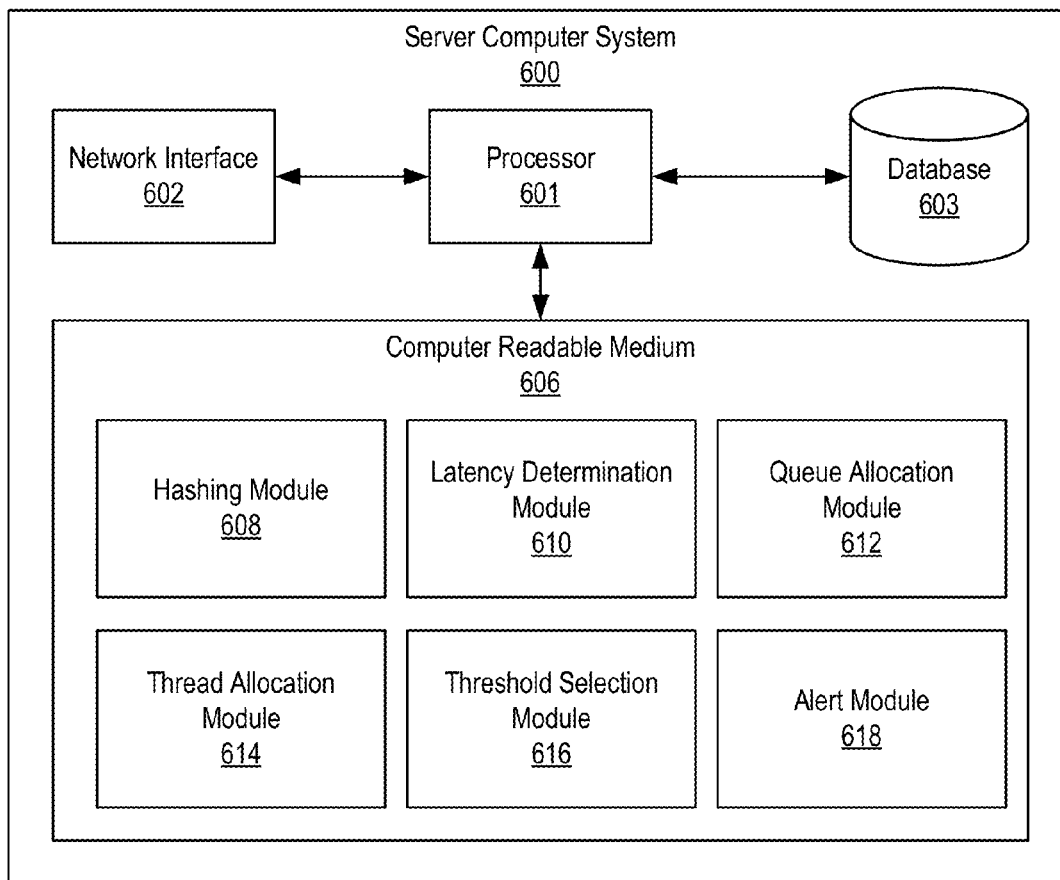 Server Computer System
600
Network Interface
602
Processor
601
Database
603
Computer Readable Medium
606
Hashing Module
608
Latency Determination
Module
610
Queue Allocation
Module
612
Thread Allocation
Module
614
Threshold Selection
Module
616
Alert Module
618